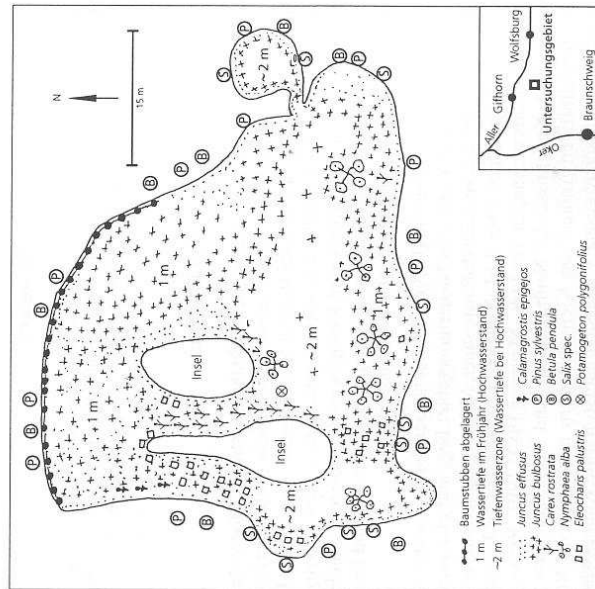 N
15 m
Ⓑ
Ⓟ
Ⓑ
Ⓢ
~2 m
Ⓢ
Ⓟ
Ⓑ
Ⓟ
Ⓢ
Ⓑ
Ⓟ
Ⓑ
Ⓟ
Ⓑ
Ⓟ
Ⓑ
Ⓟ
1 m
1 m
Insel
Insel
~2 m
~2 m
1 m
Ⓟ
Ⓑ
Ⓟ
Ⓑ
Ⓟ
Ⓢ
Ⓑ
Ⓟ
Ⓢ
Ⓢ
Ⓟ
Ⓑ
Ⓢ
Ⓢ
Ⓟ
Ⓢ
Ⓢ
Ⓑ
Baumstubben abgelagert
1 m Wassertiefe im Frühjahr (Hochwasserstand)
~2 m Tiefenwasserzone (Wassertiefe bei Hochwasserstand)
Juncus effusus
Juncus bulbosus
Carex rostrata
Nymphaea alba
Eleocharis palustris
Calamagrostis epigejos
Ⓟ Pinus sylvestris
Ⓑ Betula pendula
Ⓢ Salix spec.
Potamogeton polygonifolius
Aller
Gifhorn
Wolfsburg
Untersuchungsgebiet
Oker
Braunschweig